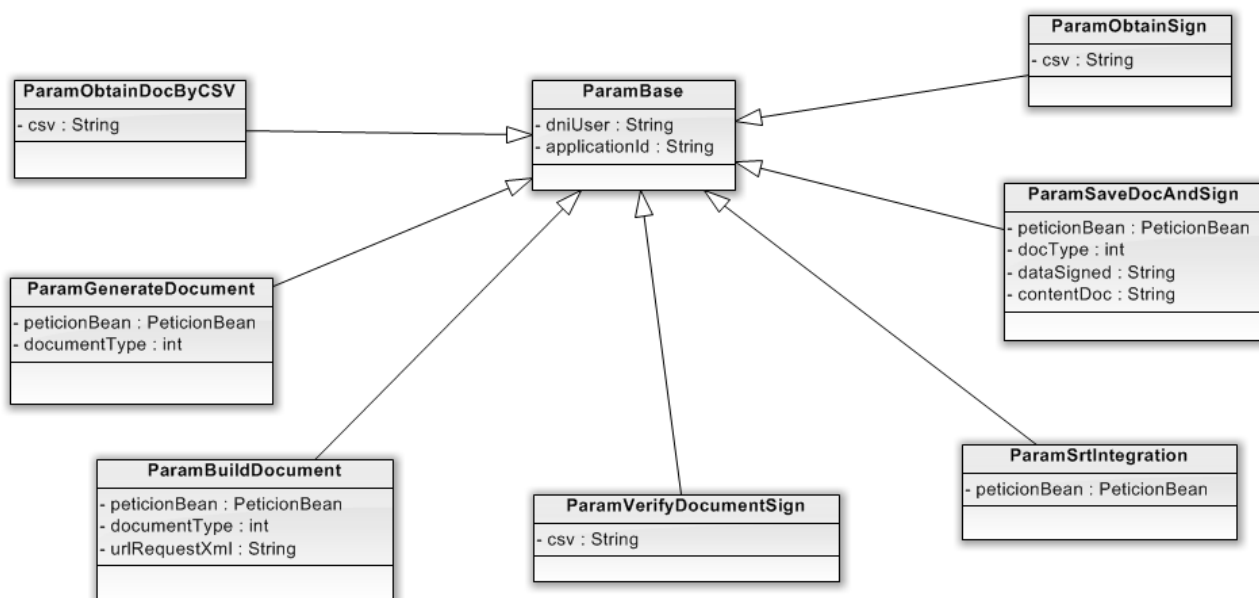 ParamObtainSign
- csv : String
ParamObtainDocByCSV
- csv : String
ParamBase
- dniUser : String
- applicationId : String
ParamSaveDocAndSign
- peticionBean : PeticionBean
- docType : int
- dataSigned : String
- contentDoc : String
ParamGenerateDocument
- peticionBean : PeticionBean
- documentType : int
ParamBuildDocument
- peticionBean : PeticionBean
- documentType : int
- urlRequestXml : String
ParamVerifyDocumentSign
- csv : String
ParamSrtIntegration
- peticionBean : PeticionBean